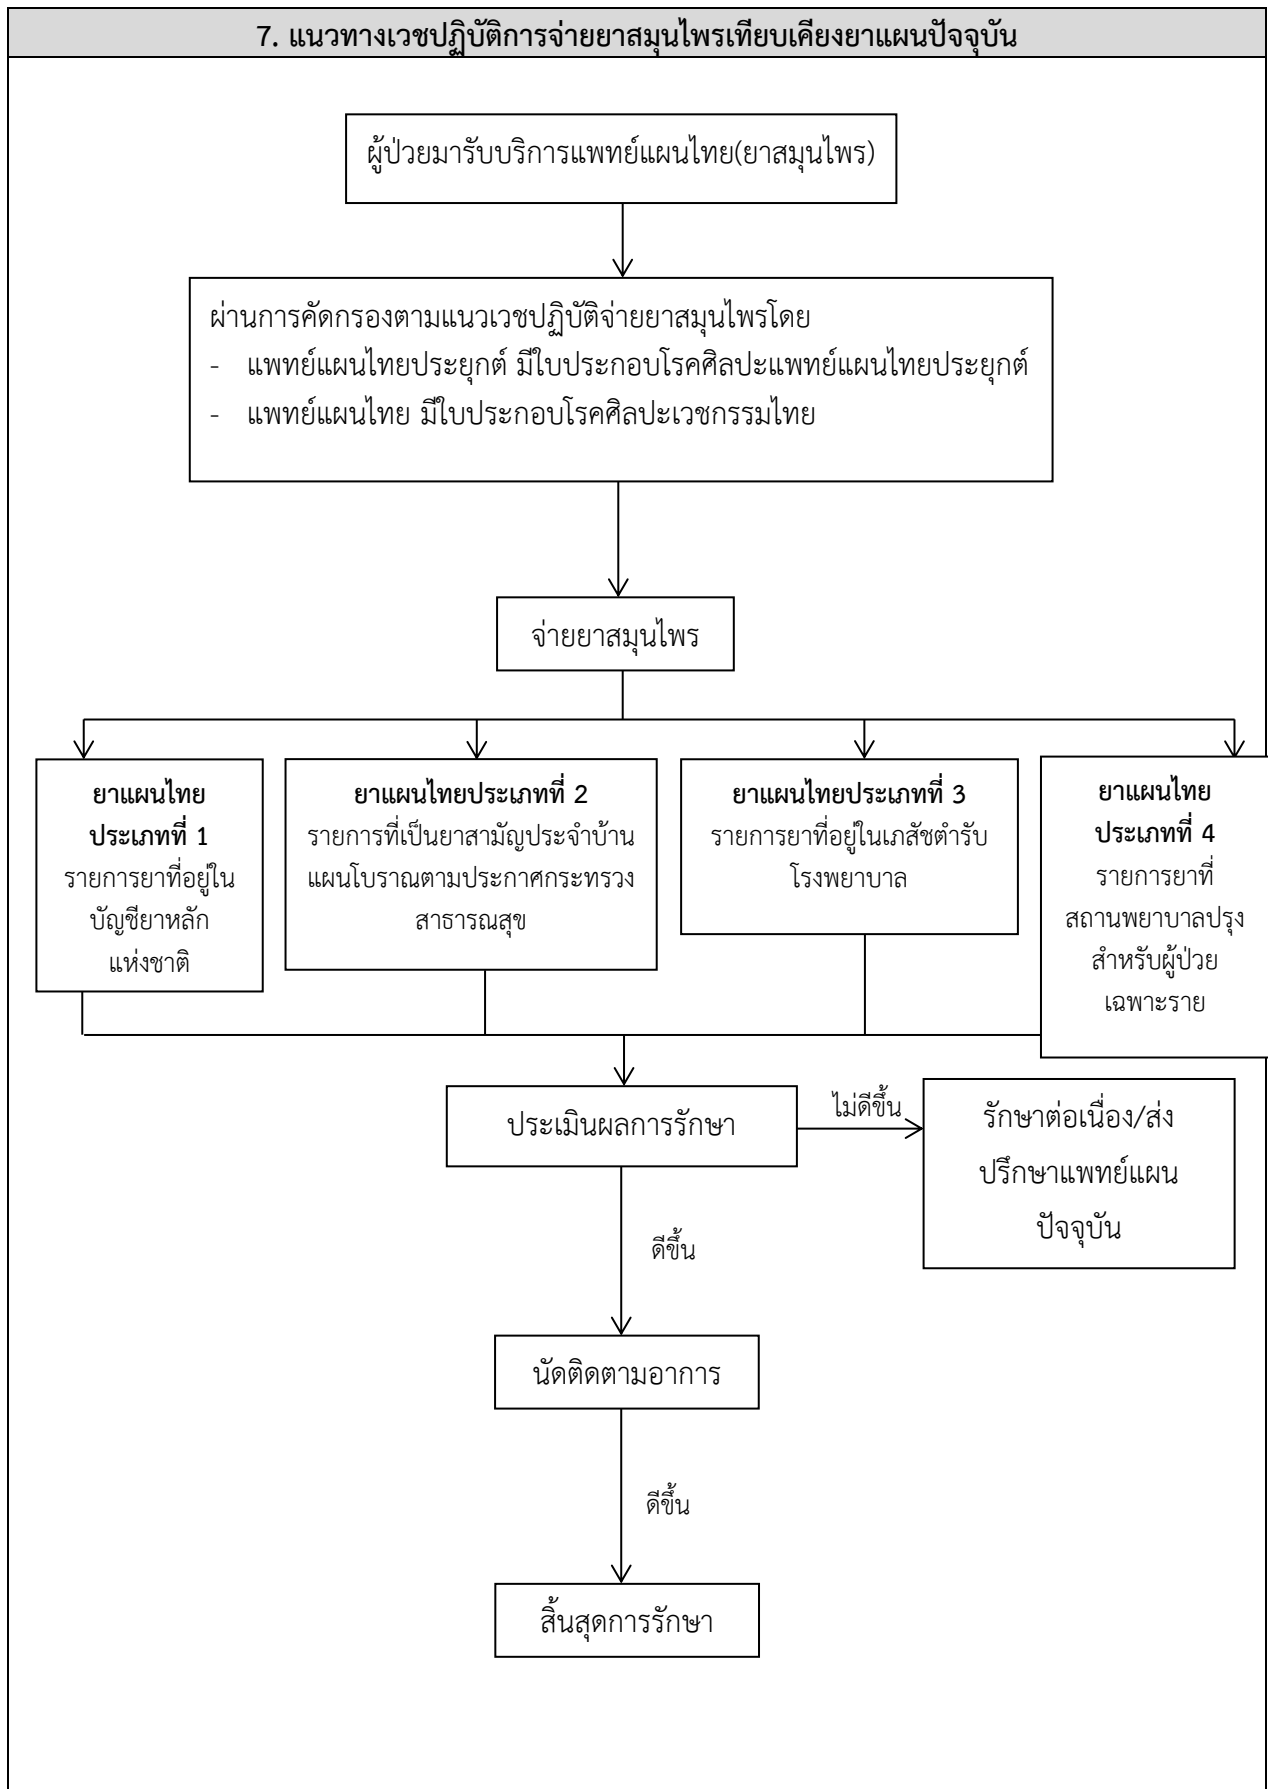 7. แนวทางเวชปฏิบัติการจ่ายยาสมุนไพรเทียบเคียงยาแผนปัจจุบัน
ผู้ป่วยมารับบริการแพทย์แผนไทย(ยาสมุนไพร)
ผ่านการคัดกรองตามแนวเวชปฏิบัติจ่ายยาสมุนไพรโดย
- แพทย์แผนไทยประยุกต์ มีใบประกอบโรคศิลปะแพทย์แผนไทยประยุกต์
- แพทย์แผนไทย มีใบประกอบโรคศิลปะเวชกรรมไทย
จ่ายยาสมุนไพร
ยาแผนไทย
ประเภทที่ 1
รายการยาที่อยู่ใน
บัญชียาหลัก
แห่งชาติ
ยาแผนไทยประเภทที่ 2
รายการที่เป็นยาสามัญประจำบ้าน
แผนโบราณตามประกาศกระทรวง
สาธารณสุข
ยาแผนไทยประเภทที่ 3
รายการยาที่อยู่ในเภสัชตำรับ
โรงพยาบาล
ยาแผนไทย
ประเภทที่ 4
รายการยาที่
สถานพยาบาลปรุง
สำหรับผู้ป่วย
เฉพาะราย
ประเมินผลการรักษา
ไม่ดีขึ้น
รักษาต่อเนื่อง/ส่ง
ปรึกษาแพทย์แผน
ปัจจุบัน
ดีขึ้น
นัดติดตามอาการ
ดีขึ้น
สิ้นสุดการรักษา